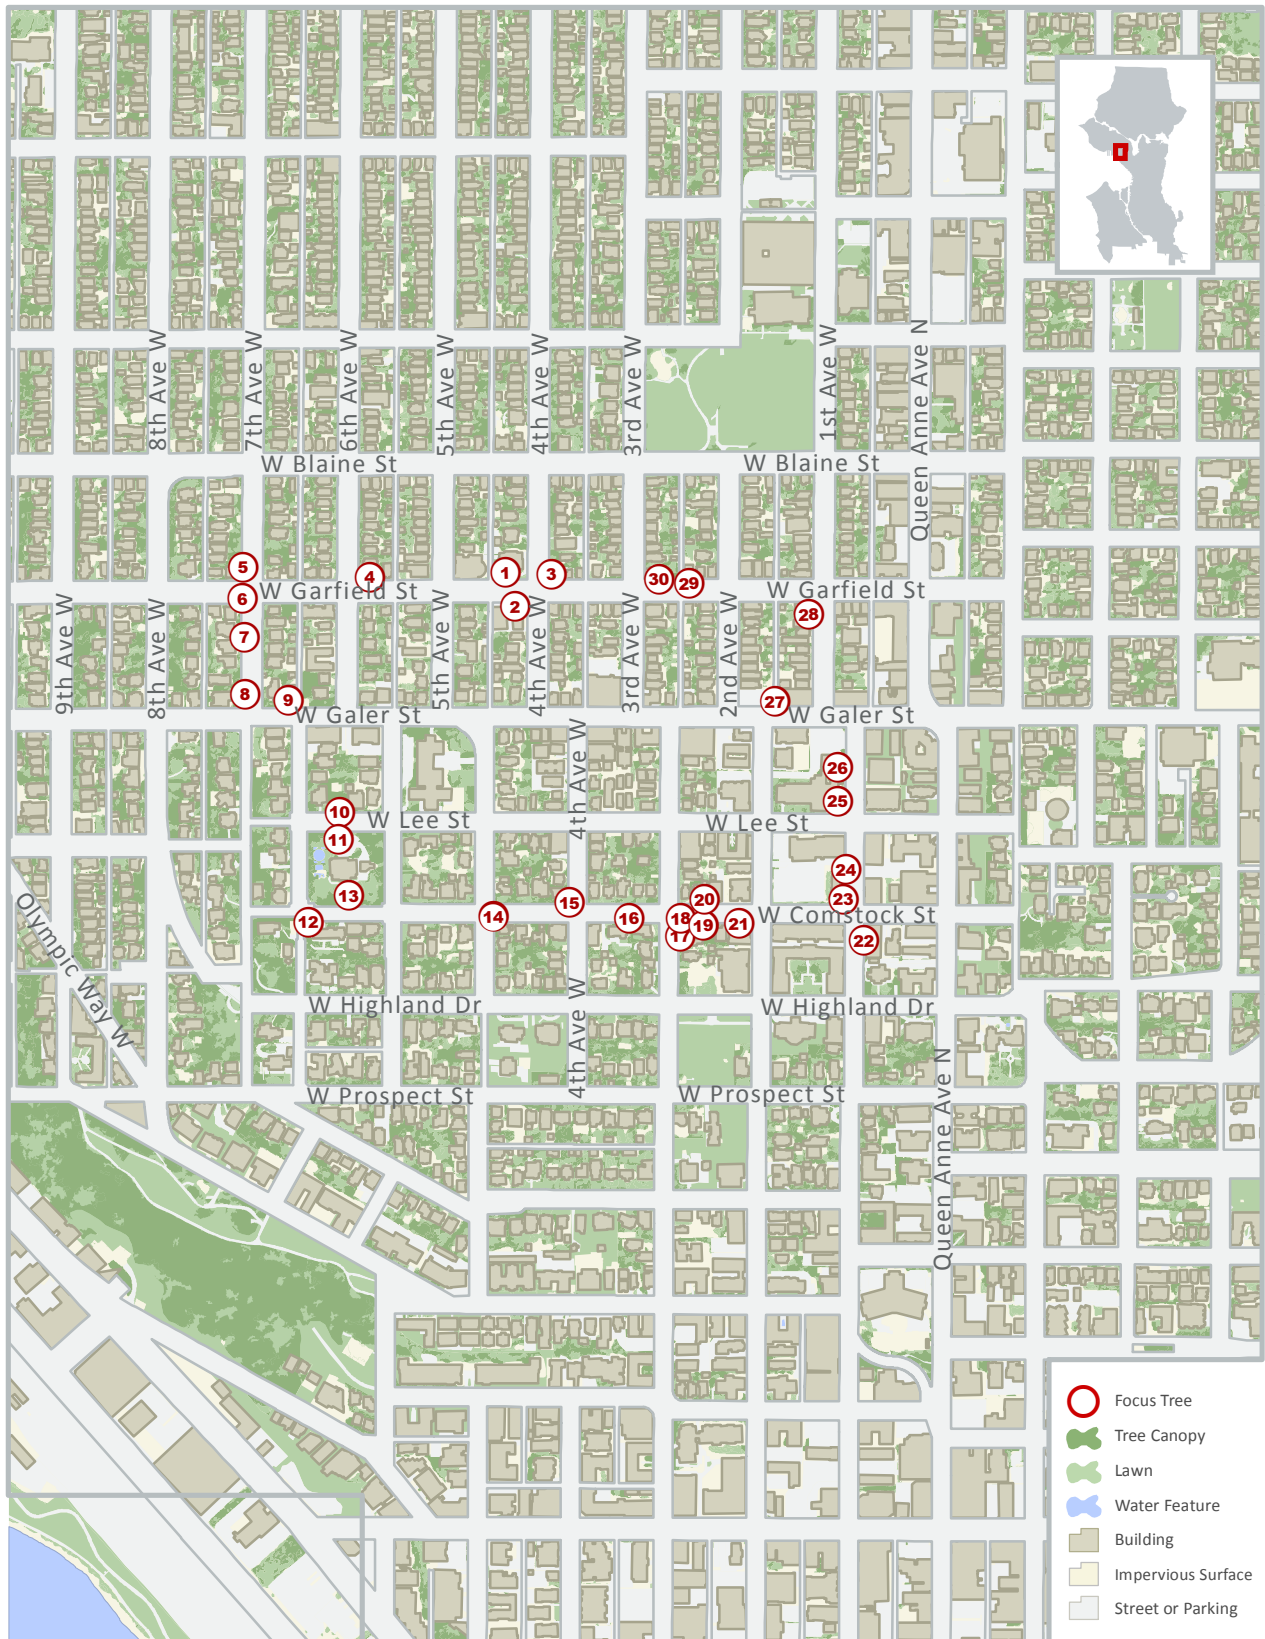 8th Ave W
7th Ave W
6th Ave W
5th Ave W
4th Ave W
3rd Ave W
1st Ave W
Queen Anne Ave N
W Blaine St
W Blaine St
5
4
1
3
30
29
W Garfield St
W Garfield St
6
2
28
7
9th Ave W
8th Ave W
5th Ave W
4th Ave W
3rd Ave W
2nd Ave W
8
9
27
W Galer St
W Galer St
4th Ave W
26
25
10
W Lee St
W Lee St
11
24
13
23
20
15
14
16
18
19
21
W Comstock St
12
17
22
Olympic Way W
W Highland Dr
W Highland Dr
4th Ave W
W Prospect St
W Prospect St
Queen Anne Ave N
Focus Tree
Tree Canopy
Lawn
Water Feature
Building
Impervious Surface
Street or Parking